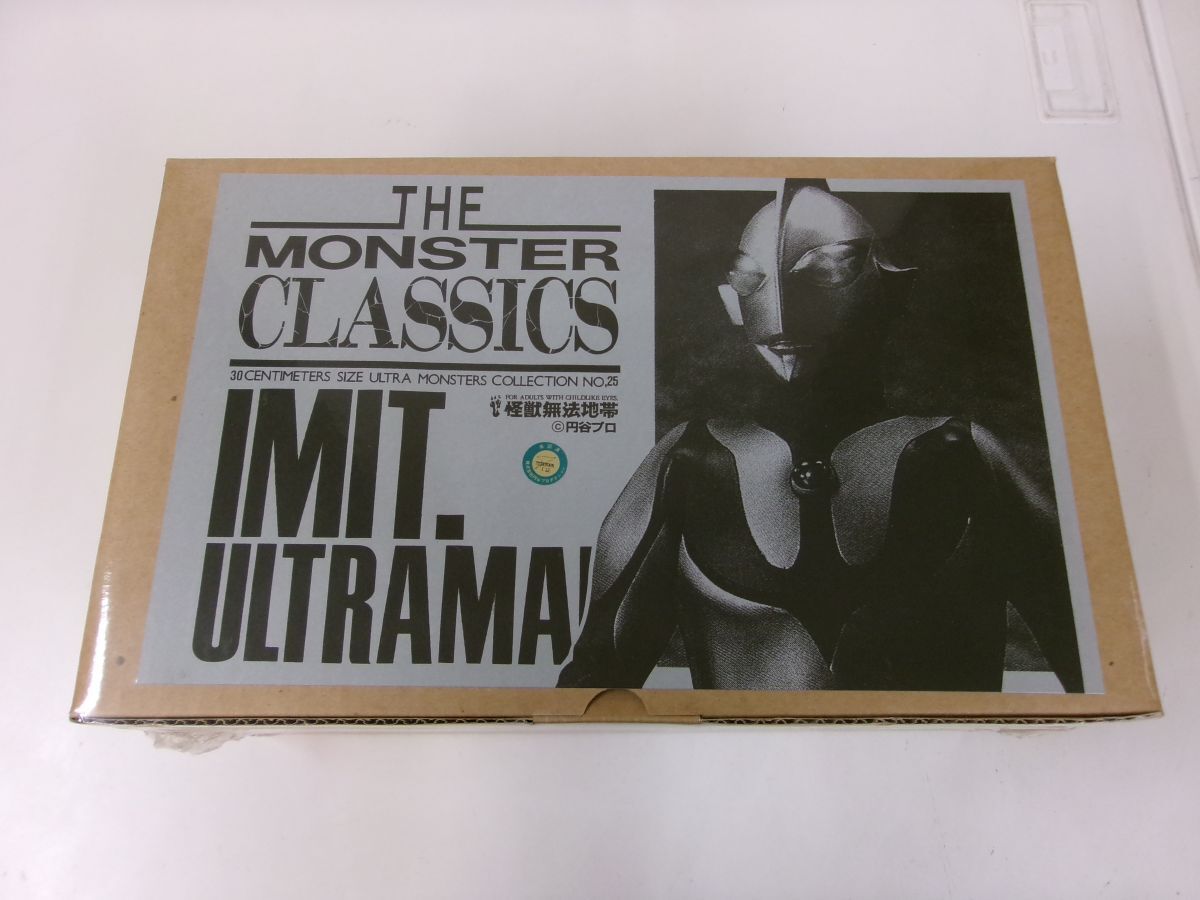 THE
MONSTER
CLASSICS
30 CENTIMETERS SIZE ULTRA MONSTERS COLLECTION NO,25
FOR ADULTS WITH CHILDLIKE EYES.
怪獣無法地帯
©円谷プロ
IMIT.
ULTRAMA